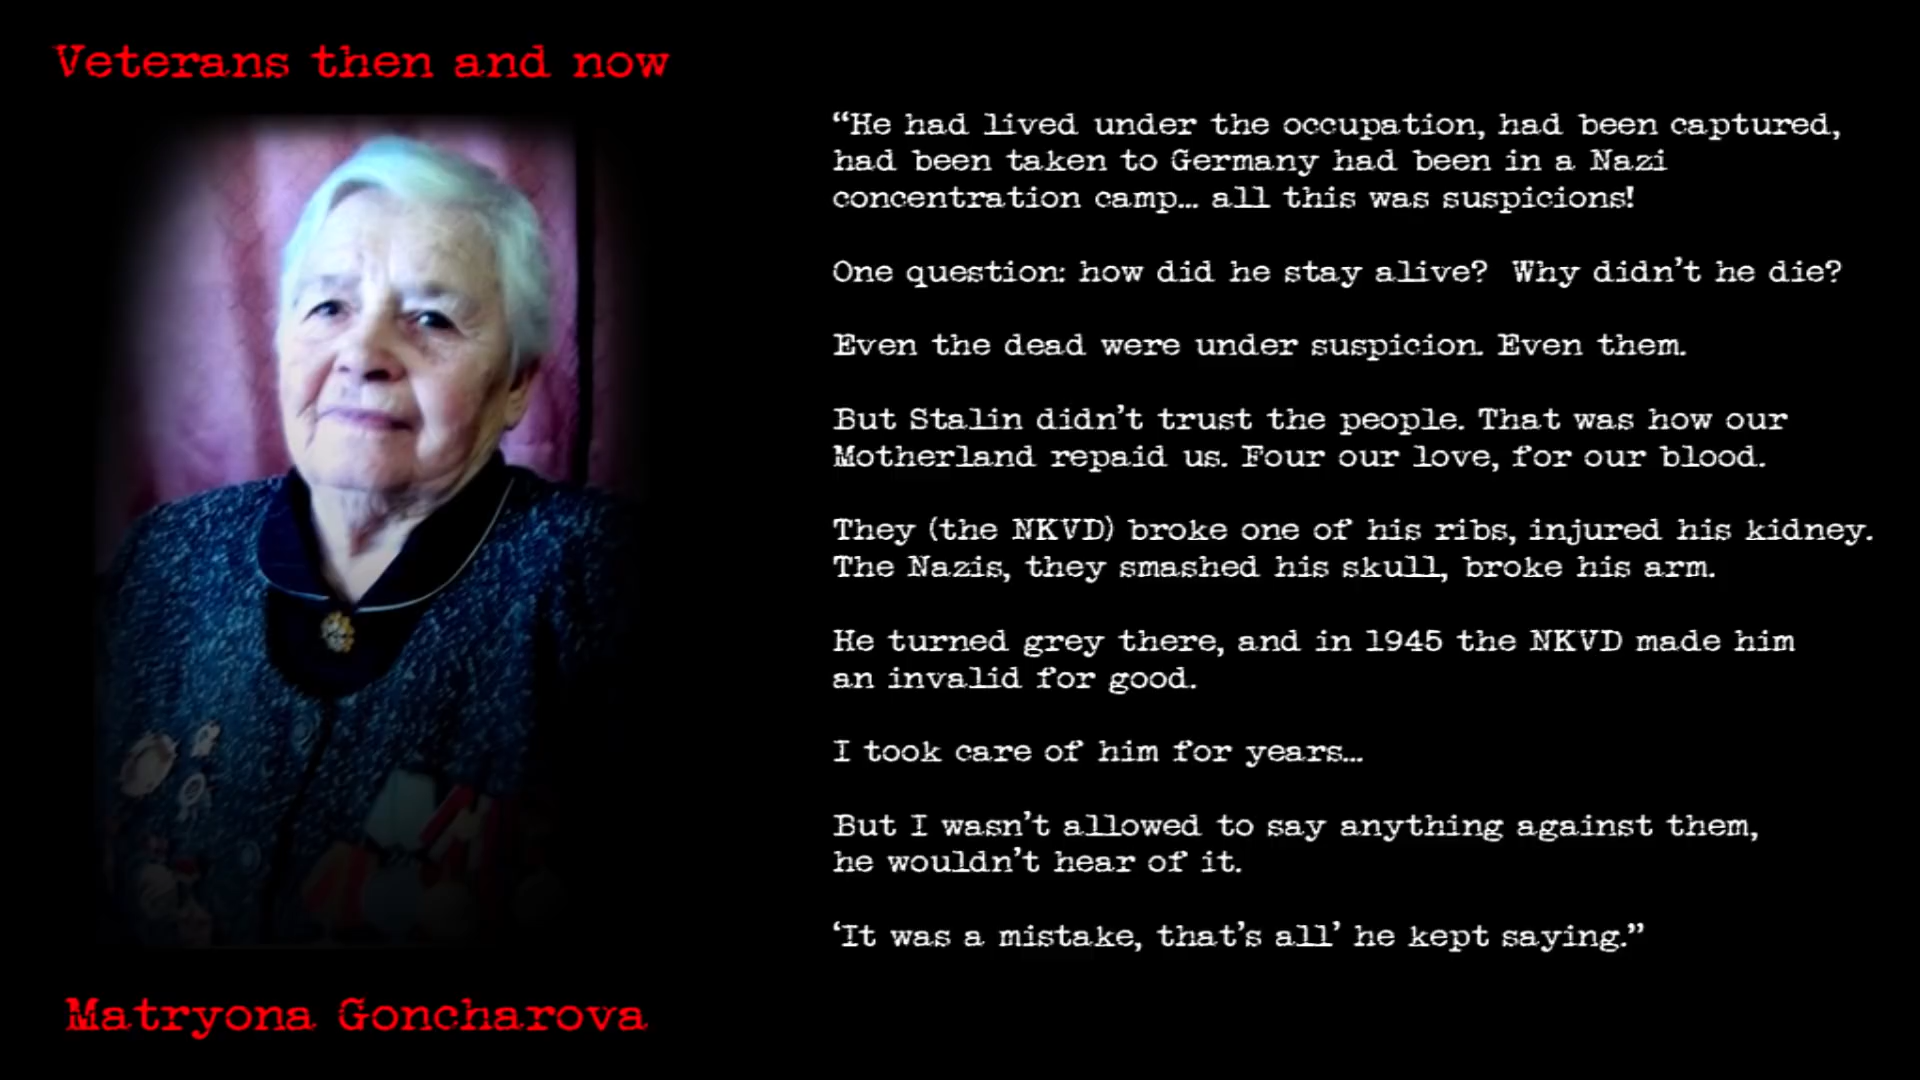 Veterans then and now
“He had lived under the occupation, had been captured,
had been taken to Germany had been in a Nazi
concentration camp… all this was suspicions!
One question: how did he stay alive?  Why didn’t he die?
Even the dead were under suspicion. Even them.
But Stalin didn’t trust the people. That was how our
Motherland repaid us. Four our love, for our blood.
They (the NKVD) broke one of his ribs, injured his kidney.
The Nazis, they smashed his skull, broke his arm.
He turned grey there, and in 1945 the NKVD made him
an invalid for good.
I took care of him for years…
But I wasn’t allowed to say anything against them,
he wouldn’t hear of it.
‘It was a mistake, that’s all’ he kept saying.”
Matryona Goncharova